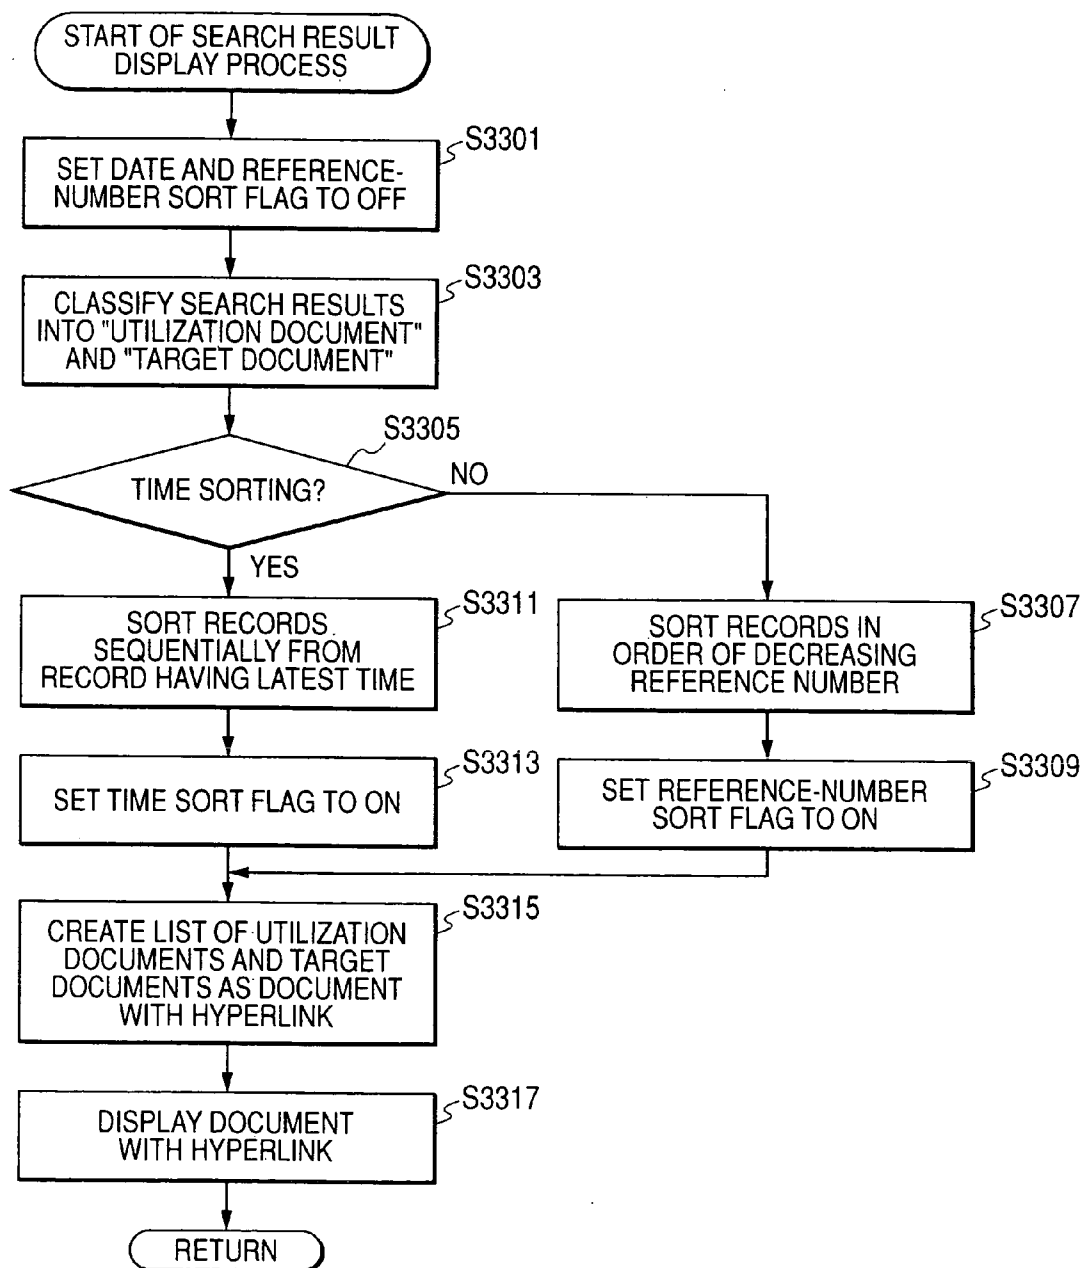 START OF SEARCH RESULT
DISPLAY PROCESS
S3301
SET DATE AND REFERENCE-
NUMBER SORT FLAG TO OFF
S3303
CLASSIFY SEARCH RESULTS
INTO "UTILIZATION DOCUMENT"
AND "TARGET DOCUMENT"
S3305
TIME SORTING?
NO
YES
S3311
SORT RECORDS
SEQUENTIALLY FROM
RECORD HAVING LATEST TIME
S3307
SORT RECORDS IN
ORDER OF DECREASING
REFERENCE NUMBER
S3313
SET TIME SORT FLAG TO ON
S3309
SET REFERENCE-NUMBER
SORT FLAG TO ON
S3315
CREATE LIST OF UTILIZATION
DOCUMENTS AND TARGET
DOCUMENTS AS DOCUMENT
WITH HYPERLINK
S3317
DISPLAY DOCUMENT
WITH HYPERLINK
RETURN